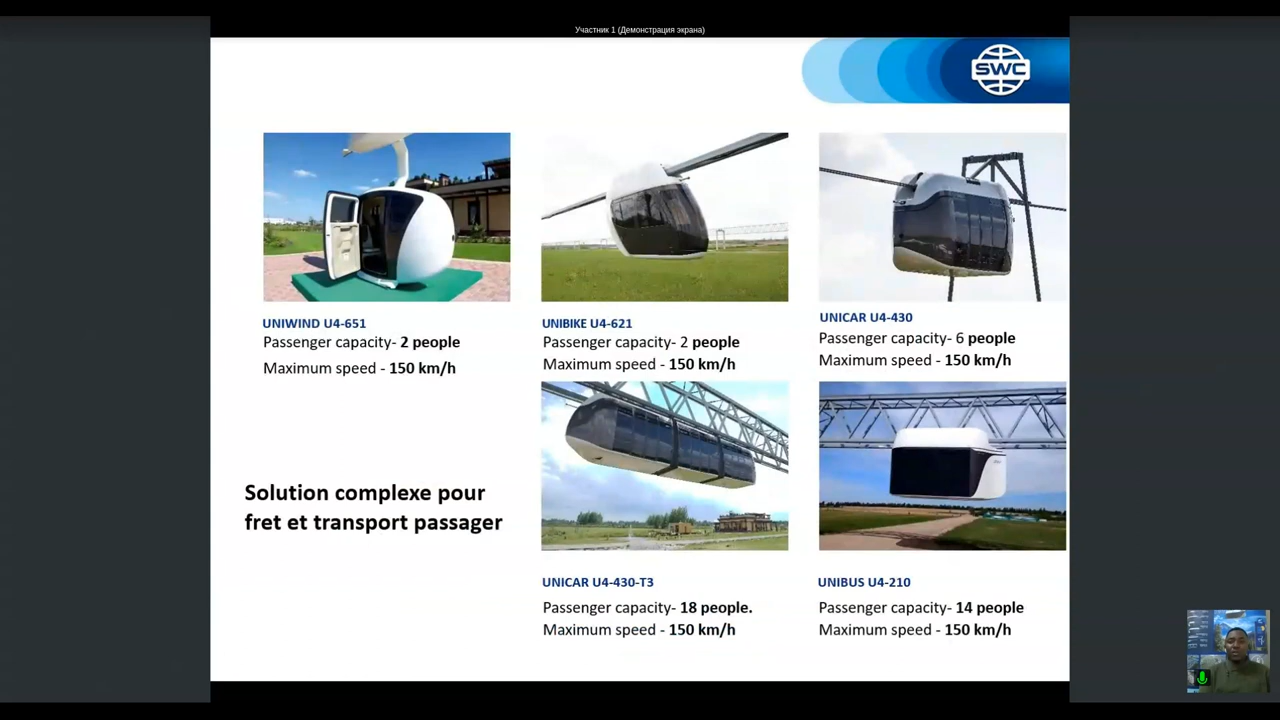 Участник 1 (Демонстрация экрана)
SWC
UNIWIND U4-651
Passenger capacity- 2 people
Maximum speed - 150 km/h
UNIBIKE U4-621
Passenger capacity- 2 people
Maximum speed - 150 km/h
UNICAR U4-430
Passenger capacity- 6 people
Maximum speed - 150 km/h
Solution complexe pour
fret et transport passager
UNICAR U4-430-T3
Passenger capacity- 18 people.
Maximum speed - 150 km/h
UNIBUS U4-210
Passenger capacity- 14 people
Maximum speed - 150 km/h